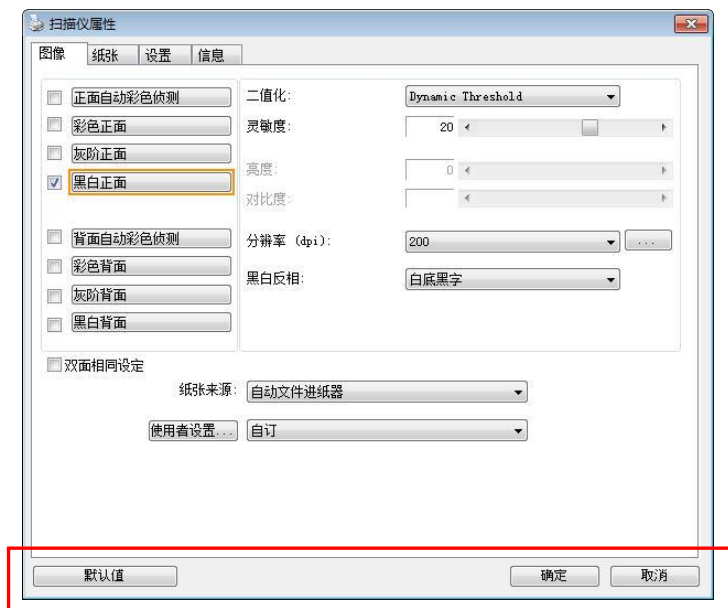 扫描仪属性
图像 纸张 设置 信息
正面自动彩色侦测 二值化: Dynamic Threshold
彩色正面 灵敏度: 20
灰阶正面
亮度: 0
黑白正面
对比度:
背面自动彩色侦测 分辨率 (dpi): 200 ...
彩色背面
黑白反相: 白底黑字
灰阶背面
黑白背面
双面相同设定
纸张来源: 自动文件进纸器
使用者设置... 自订
默认值 确定 取消